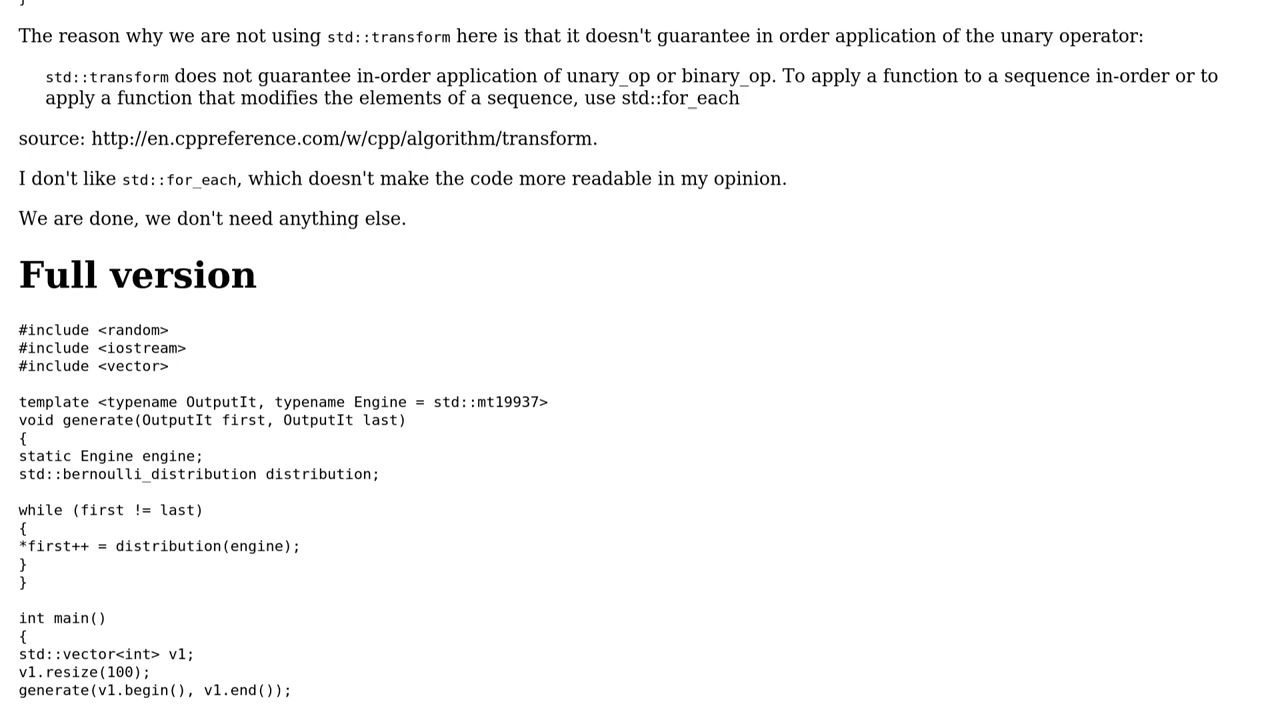 }
The reason why we are not using std::transform here is that it doesn't guarantee in order application of the unary operator:
std::transform does not guarantee in-order application of unary_op or binary_op. To apply a function to a sequence in-order or to
apply a function that modifies the elements of a sequence, use std::for_each
source: http://en.cppreference.com/w/cpp/algorithm/transform.
I don't like std::for_each, which doesn't make the code more readable in my opinion.
We are done, we don't need anything else.
Full version
#include <random>
#include <iostream>
#include <vector>
template <typename OutputIt, typename Engine = std::mt19937>
void generate(OutputIt first, OutputIt last)
{
static Engine engine;
std::bernoulli_distribution distribution;
while (first != last)
{
*first++ = distribution(engine);
}
}
int main()
{
std::vector<int> v1;
v1.resize(100);
generate(v1.begin(), v1.end());